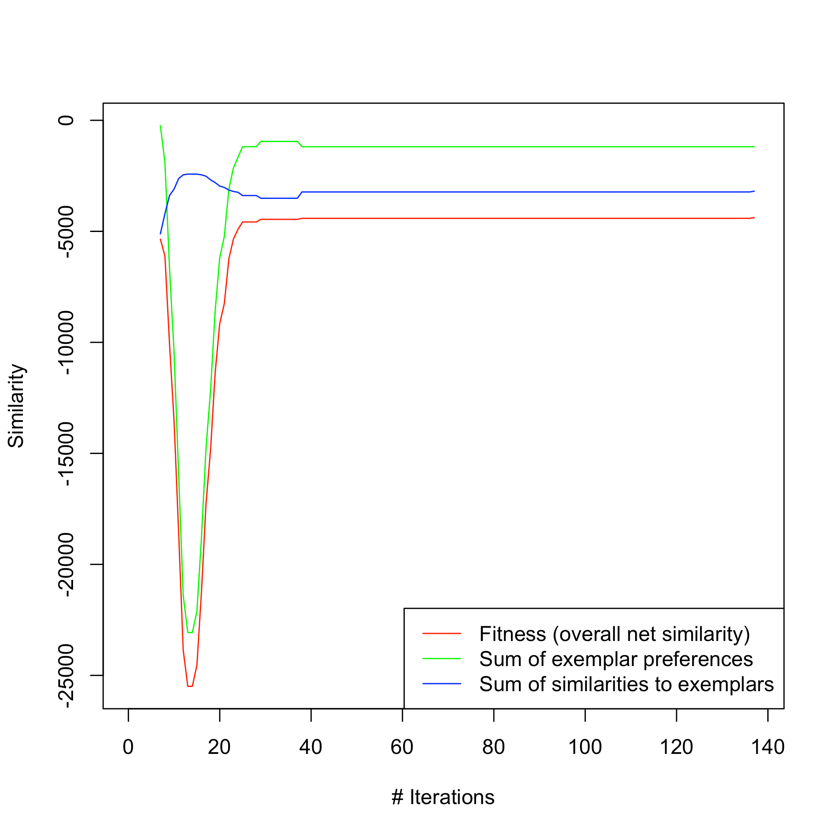 0
-5000
-10000
-15000
-20000
-25000
Similarity
Fitness (overall net similarity)
Sum of exemplar preferences
Sum of similarities to exemplars
0 20 40 60 80 100 120 140
# Iterations